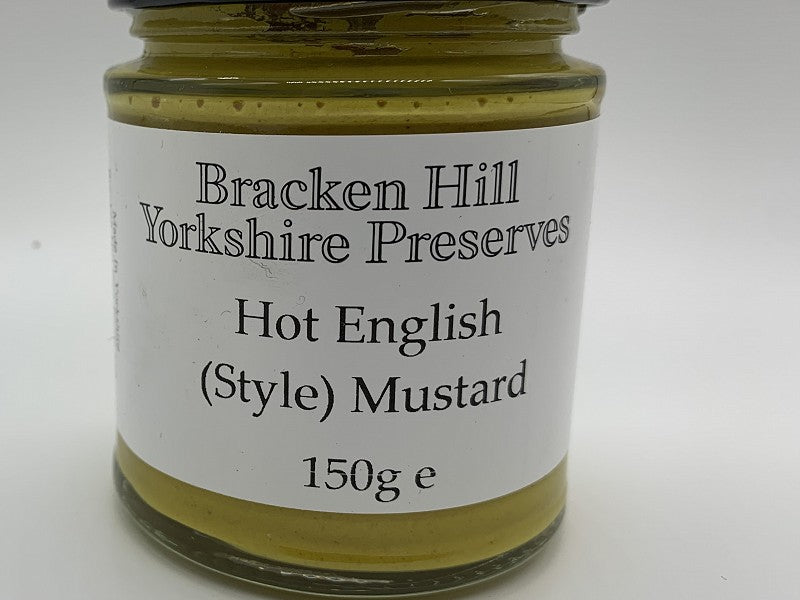 Bracken Hill
Yorkshire Preserves
Hot English
(Style) Mustard
150g e